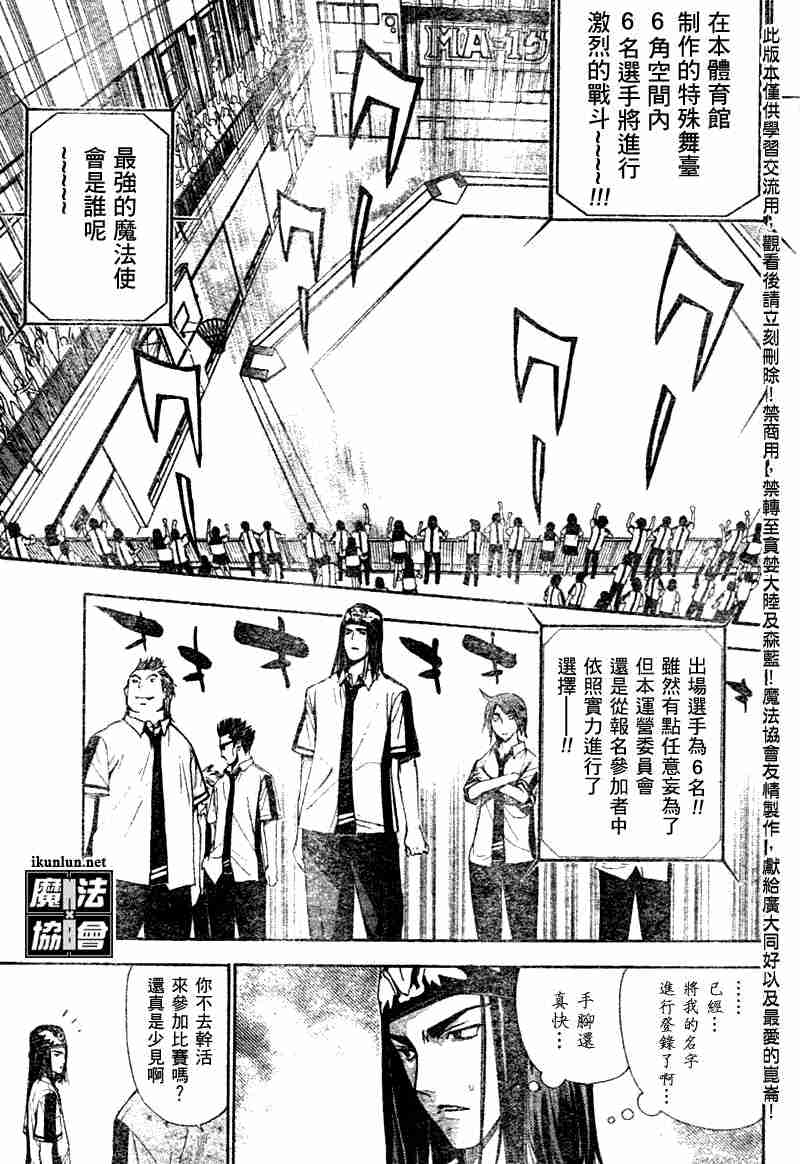 在本體育館
制作的特殊舞臺
6角空間內
6名選手將進行
激烈的戰斗~~~~!!!
MA-15
最強的魔法使
會是誰呢
~~~~~
ワ
ワ
ワ
ワ
ワ
出場選手為6名!!
雖然有點任意妄為了
但本運營委員會
還是從報名參加者中
依照實力進行了
選擇——!!
ikunlun.net
魔法
協會
……
已經…
將我的名字
進行登錄了啊…
手腳還
真快…
你不去幹活
來參加比賽嗎?
還真是少見啊
此版本僅供學習交流用,觀看後請立刻刪除!禁商用,禁轉至貪婪大陸及森藍!!魔法協會友情製作,獻給廣大同好以及最愛的崑崙!